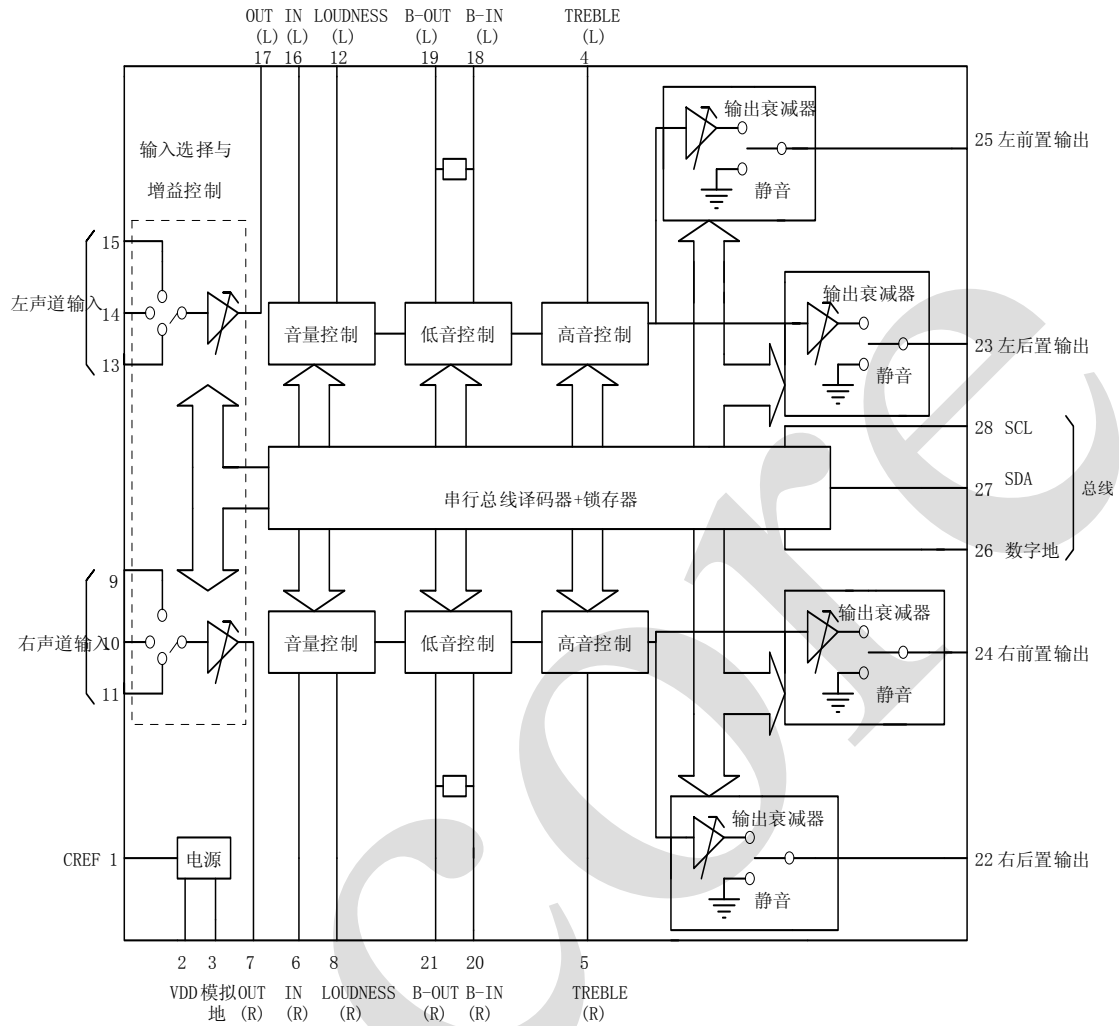 OUT IN LOUDNESS B-OUT B-IN TREBLE
(L) (L) (L) (L) (L) (L)
17 16 12 19 18 4
输入选择与
增益控制
输出衰减器
静音
25 左前置输出
15
左声道输入 14
13
音量控制 低音控制 高音控制
输出衰减器
静音
23 左后置输出
28 SCL
27 SDA
26 数字地
总线
串行总线译码器+锁存器
9
右声道输入 10
11
音量控制 低音控制 高音控制
输出衰减器
静音
24 右前置输出
输出衰减器
静音
22 右后置输出
CREF 1
电源
2 3 7 6 8 21 20 5
VDD 模拟地 OUT IN LOUDNESS B-OUT B-IN TREBLE
(R) (R) (R) (R) (R) (R)
core